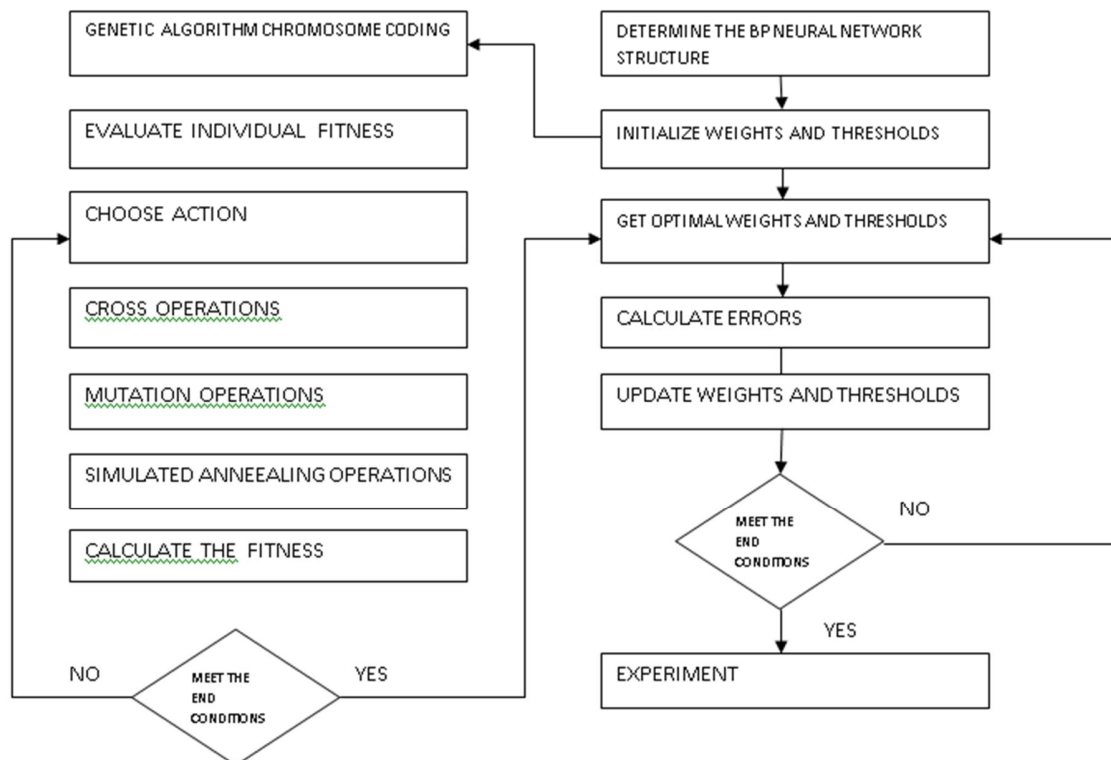 GENETIC ALGORITHM CHROMOSOME CODING
EVALUATE INDIVIDUAL FITNESS
CHOOSE ACTION
CROSS OPERATIONS
MUTATION OPERATIONS
SIMULATED ANNEEALING OPERATIONS
CALCULATE THE FITNESS
NO
MEET THE
END
CONDITIONS
YES
DETERMINE THE BP NEURAL NETWORK
STRUCTURE
INITIALIZE WEIGHTS AND THRESHOLDS
GET OPTIMAL WEIGHTS AND THRESHOLDS
CALCULATE ERRORS
UPDATE WEIGHTS AND THRESHOLDS
MEET THE
END
CONDITIONS
NO
YES
EXPERIMENT